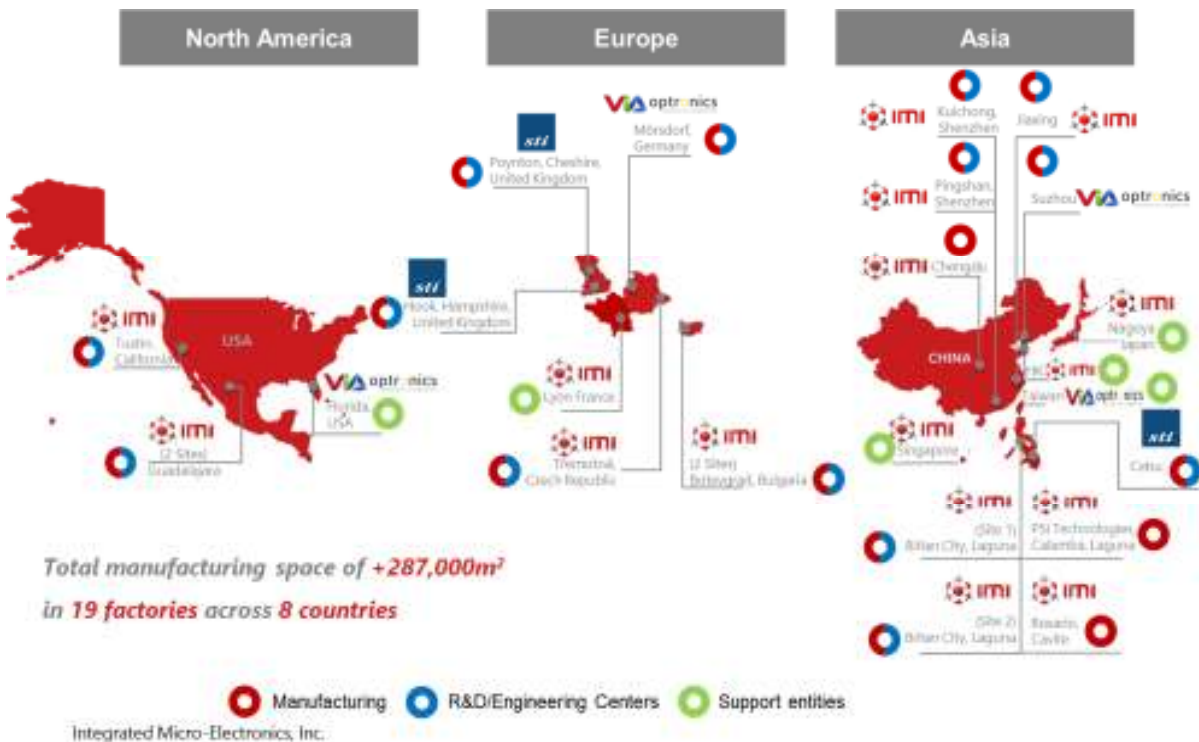 North America
Europe
Asia
USA
IMI
Tustin,
California
VIA optronics
Florida,
USA
IMI
(2 Sites)
Guadalajara
sti
Poynton, Cheshire,
United Kingdom
VIA optronics
Mörsdorf,
Germany
sti
Hook, Hampshire,
United Kingdom
IMI
Lyon France
IMI
Czech Republic
IMI
(2 Sites)
Bulgaria
IMI
Kuichong,
Shenzhen
Jiaxing
IMI
IMI
Pingshan,
Shenzhen
Suzhou
VIA optronics
IMI
Chengdu
CHINA
IMI
Nagoya
Japan
IMI
Taiwan
VIA optronics
IMI
Singapore
sti
Cebu
IMI
(Site 1)
Biñan City, Laguna
IMI
PSI Technologies,
Calamba, Laguna
IMI
(Site 2)
Biñan City, Laguna
IMI
Rosario,
Cavite
Total manufacturing space of +287,000m²
in 19 factories across 8 countries
Manufacturing
R&D/Engineering Centers
Support entities
Integrated Micro-Electronics, Inc.